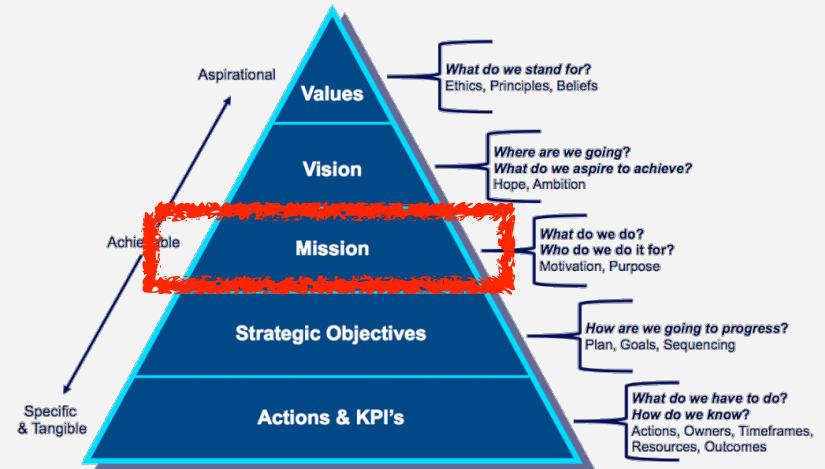 Aspirational
Values
What do we stand for?
Ethics, Principles, Beliefs
Vision
Where are we going?
What do we aspire to achieve?
Hope, Ambition
Achievable
Mission
What do we do?
Who do we do it for?
Motivation, Purpose
Strategic Objectives
How are we going to progress?
Plan, Goals, Sequencing
Specific
& Tangible
Actions & KPI's
What do we have to do?
How do we know?
Actions, Owners, Timeframes,
Resources, Outcomes